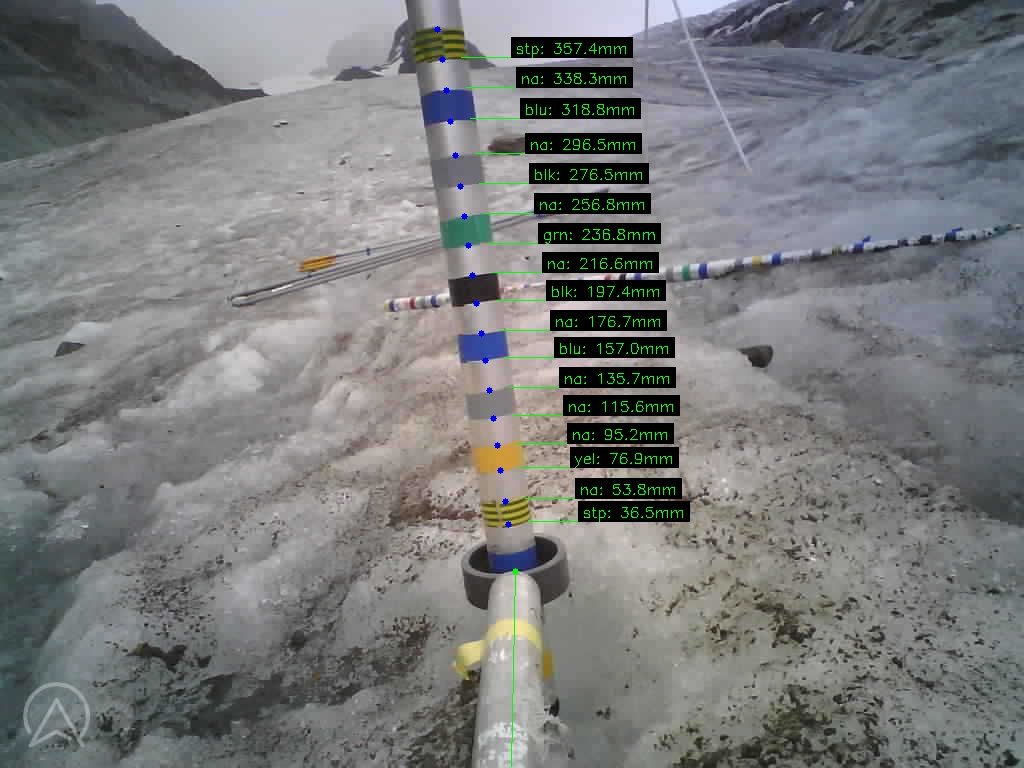 stp: 357.4mm
na: 338.3mm
blu: 318.8mm
na: 296.5mm
blk: 276.5mm
na: 256.8mm
grn: 236.8mm
na: 216.6mm
blk: 197.4mm
na: 176.7mm
blu: 157.0mm
na: 135.7mm
na: 115.6mm
na: 95.2mm
yel: 76.9mm
na: 53.8mm
stp: 36.5mm